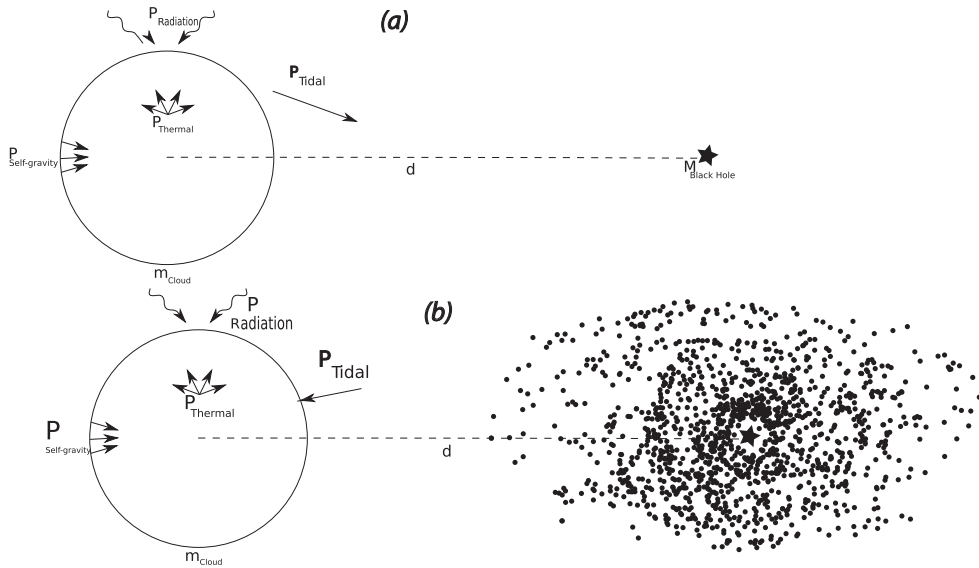 (a)
P Radiation
P Tidal
P Thermal
P Self-gravity
d
M Black Hole
m Cloud
(b)
P Radiation
P Tidal
P Thermal
P Self-gravity
d
m Cloud